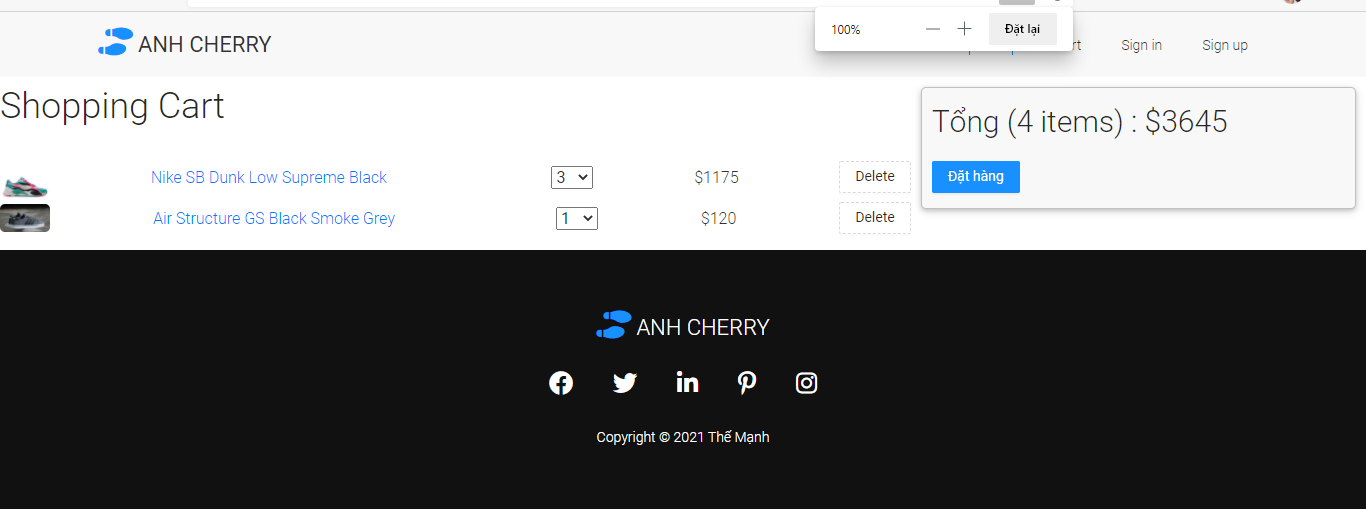 100%
Đặt lại
ANH CHERRY
Sign in
Sign up
Shopping Cart
Tổng (4 items) : $3645
Đặt hàng
Nike SB Dunk Low Supreme Black 3 $1175 Delete
Air Structure GS Black Smoke Grey 1 $120 Delete
ANH CHERRY
Copyright © 2021 Thế Mạnh